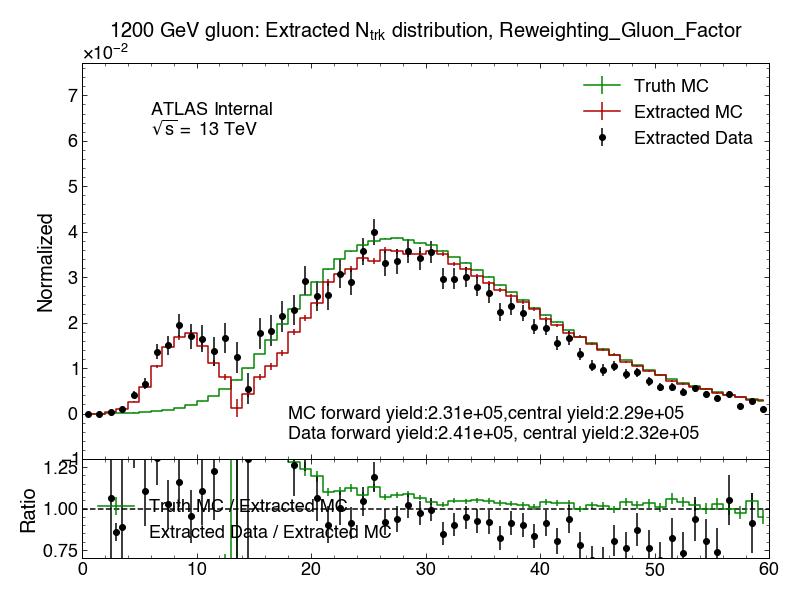 1200 GeV gluon: Extracted N_trk distribution, Reweighting_Gluon_Factor
×10⁻²
ATLAS Internal
√s = 13 TeV
Truth MC
Extracted MC
Extracted Data
Normalized
7
6
5
4
3
2
1
0
MC forward yield:2.31e+05,central yield:2.29e+05
Data forward yield:2.41e+05, central yield:2.32e+05
1
Ratio
1.25
1.00
0.75
Truth MC / Extracted MC
Extracted Data / Extracted MC
0 10 20 30 40 50 60